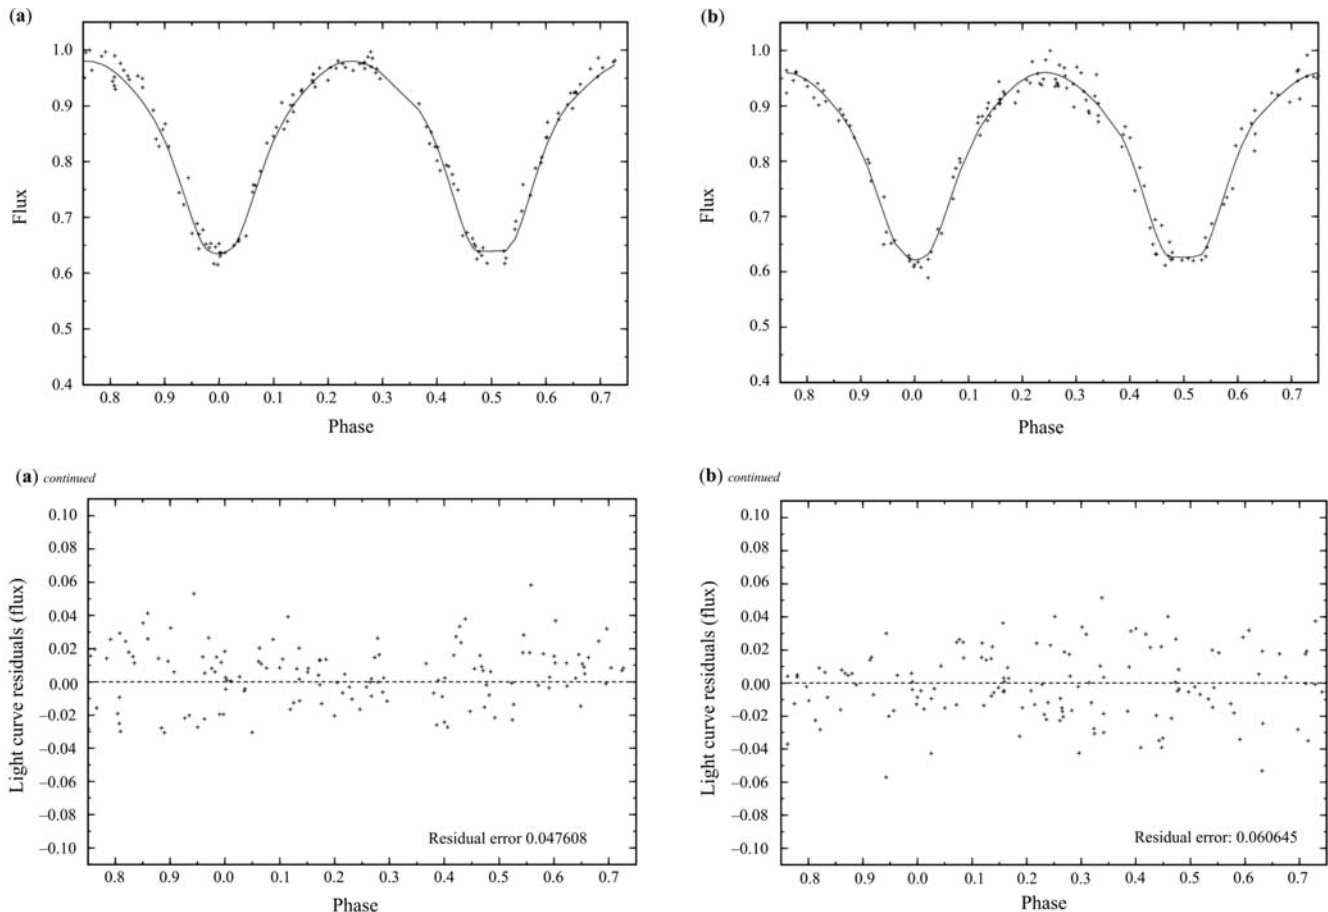 (a)
1.0
0.9
0.8
0.7
0.6
0.5
0.4
Flux
0.8 0.9 0.0 0.1 0.2 0.3 0.4 0.5 0.6 0.7
Phase
(b)
1.0
0.9
0.8
0.7
0.6
0.5
0.4
Flux
0.8 0.9 0.0 0.1 0.2 0.3 0.4 0.5 0.6 0.7
Phase
(a) continued
0.10
0.08
0.06
0.04
0.02
0.00
–0.02
–0.04
–0.06
–0.08
–0.10
Light curve residuals (flux)
Residual error 0.047608
0.8 0.9 0.0 0.1 0.2 0.3 0.4 0.5 0.6 0.7
Phase
(b) continued
0.10
0.08
0.06
0.04
0.02
0.00
–0.02
–0.04
–0.06
–0.08
–0.10
Light curve residuals (flux)
Residual error: 0.060645
0.8 0.9 0.0 0.1 0.2 0.3 0.4 0.5 0.6 0.7
Phase